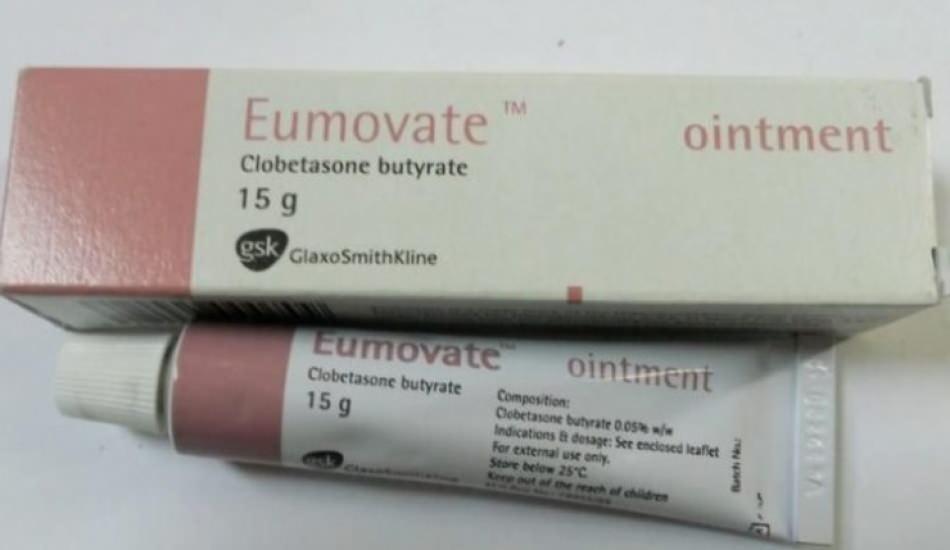 Eumovate™ ointment
Clobetasone butyrate
15 g
gsk GlaxoSmithKline
Eumovate™ ointment
Clobetasone butyrate
15 g
Composition:
Clobetasone butyrate 0.05% w/w
Indications & dosage: See enclosed leaflet
For external use only.
Store below 25°C
Keep out of the reach of children
gsk GlaxoSmithKline
Batch No.: